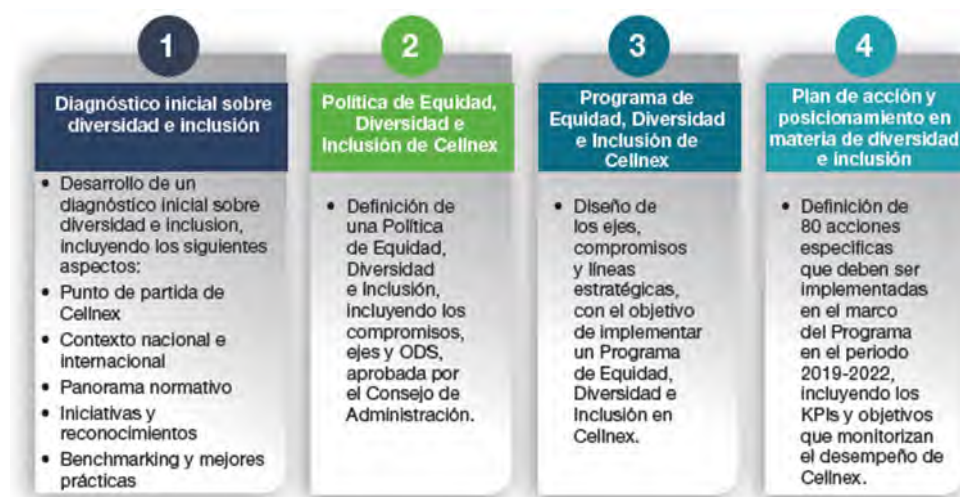 1
Diagnóstico inicial sobre
diversidad e inclusión
• Desarrollo de un
diagnóstico inicial sobre
diversidad e inclusion,
incluyendo los siguientes
aspectos:
• Punto de partida de
Cellnex
• Contexto nacional e
internacional
• Panorama normativo
• Iniciativas y
reconocimientos
• Benchmarking y mejores
prácticas
2
Política de Equidad,
Diversidad e
Inclusión de Cellnex
• Definición de
una Política
de Equidad,
Diversidad
e Inclusión,
incluyendo los
compromisos,
ejes y ODS,
aprobada por
el Consejo de
Administración.
3
Programa de
Equidad, Diversidad
e Inclusión de
Cellnex
• Diseño de
los ejes,
compromisos
y líneas
estratégicas,
con el objetivo
de implementar
un Programa
de Equidad,
Diversidad e
Inclusión en
Cellnex.
4
Plan de acción y
posicionamiento en
materia de diversidad
e inclusión
• Definición de
80 acciones
especificas
que deben ser
implementadas
en el marco
del Programa
en el periodo
2019-2022,
incluyendo los
KPIs y objetivos
que monitorizan
el desempeño de
Cellnex.